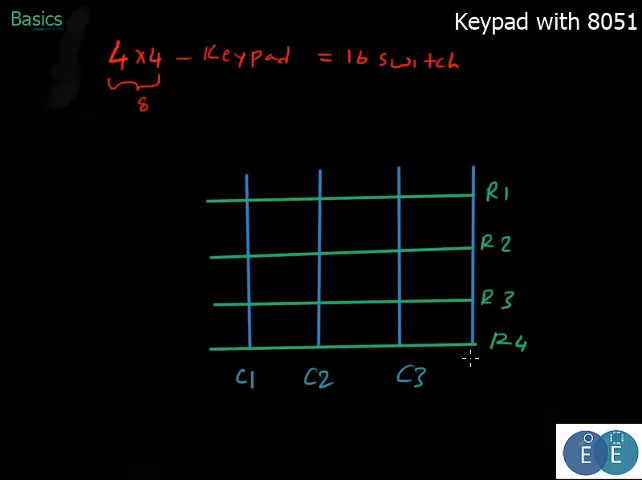 Basics
Keypad with 8051
4x4 - Keypad = 16 switch
8
R1
R2
R3
R4
C1 C2 C3
E E